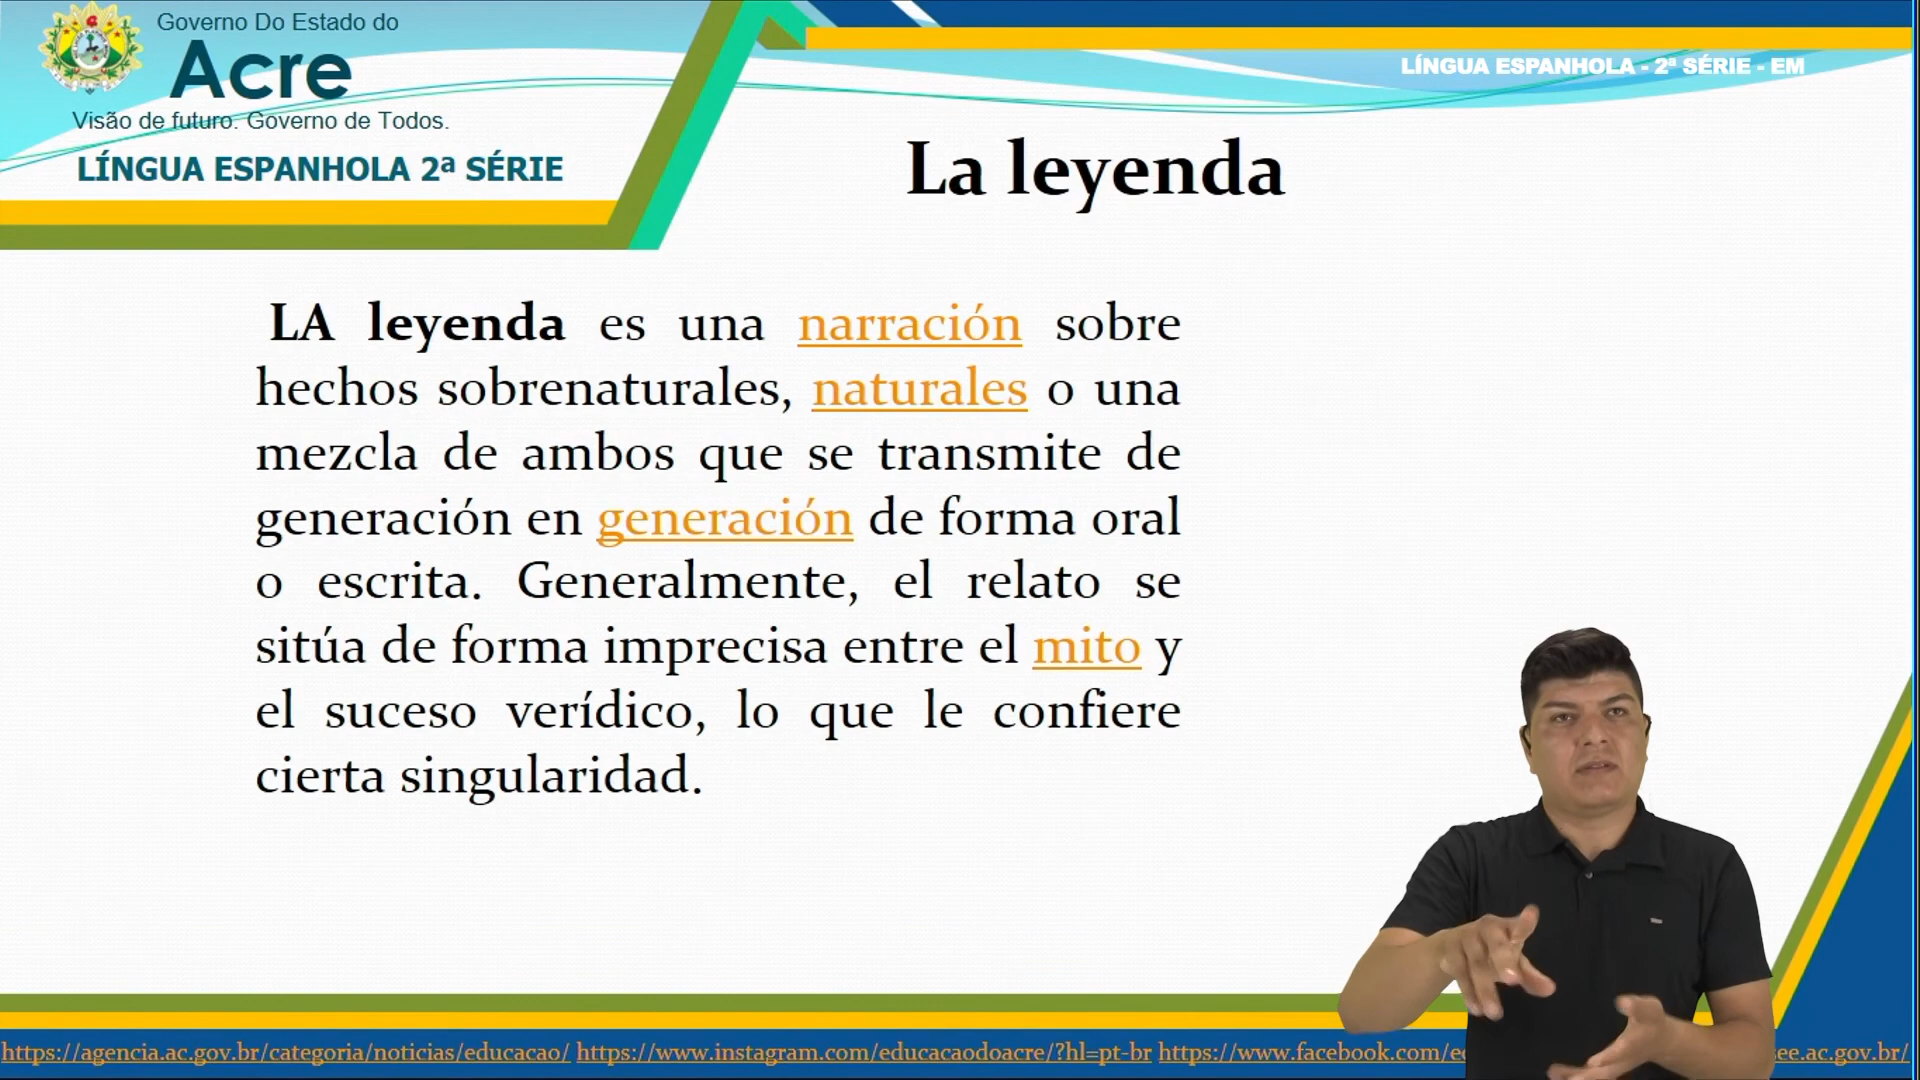 Governo Do Estado do
Acre
Visão de futuro. Governo de Todos.
LÍNGUA ESPANHOLA 2ª SÉRIE
LÍNGUA ESPANHOLA - 2ª SÉRIE - EM
La leyenda
LA leyenda es una narración sobre
hechos sobrenaturales, naturales o una
mezcla de ambos que se transmite de
generación en generación de forma oral
o escrita. Generalmente, el relato se
sitúa de forma imprecisa entre el mito y
el suceso verídico, lo que le confiere
cierta singularidad.
https://agencia.ac.gov.br/categoria/noticias/educacao/ https://www.instagram.com/educacaodoacre/?hl=pt-br https://www.facebook.com/ see.ac.gov.br/